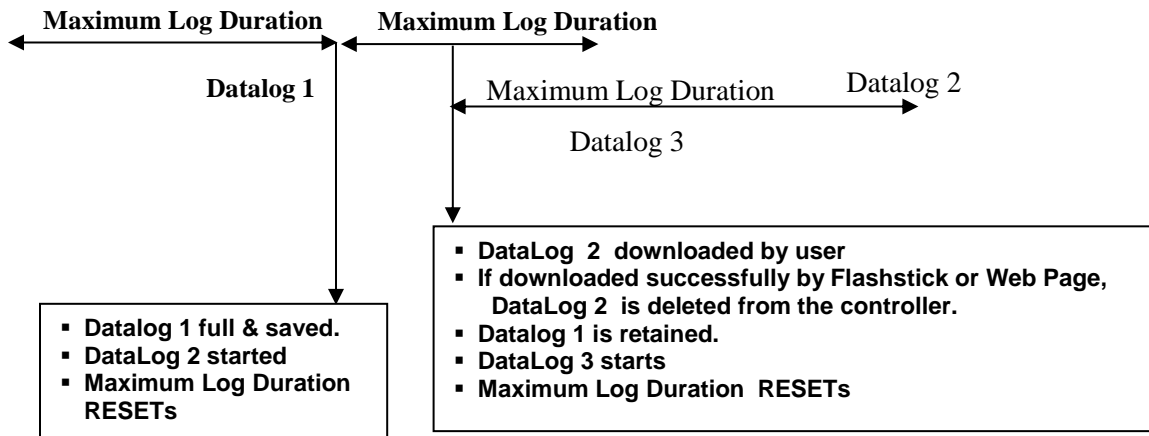 Maximum Log Duration
Maximum Log Duration
Datalog 1
Maximum Log Duration
Datalog 2
Datalog 3
▪ DataLog 2 downloaded by user
▪ If downloaded successfully by Flashstick or Web Page,
DataLog 2 is deleted from the controller.
▪ Datalog 1 is retained.
▪ DataLog 3 starts
▪ Maximum Log Duration RESETs
▪ Datalog 1 full & saved.
▪ DataLog 2 started
▪ Maximum Log Duration
RESETs